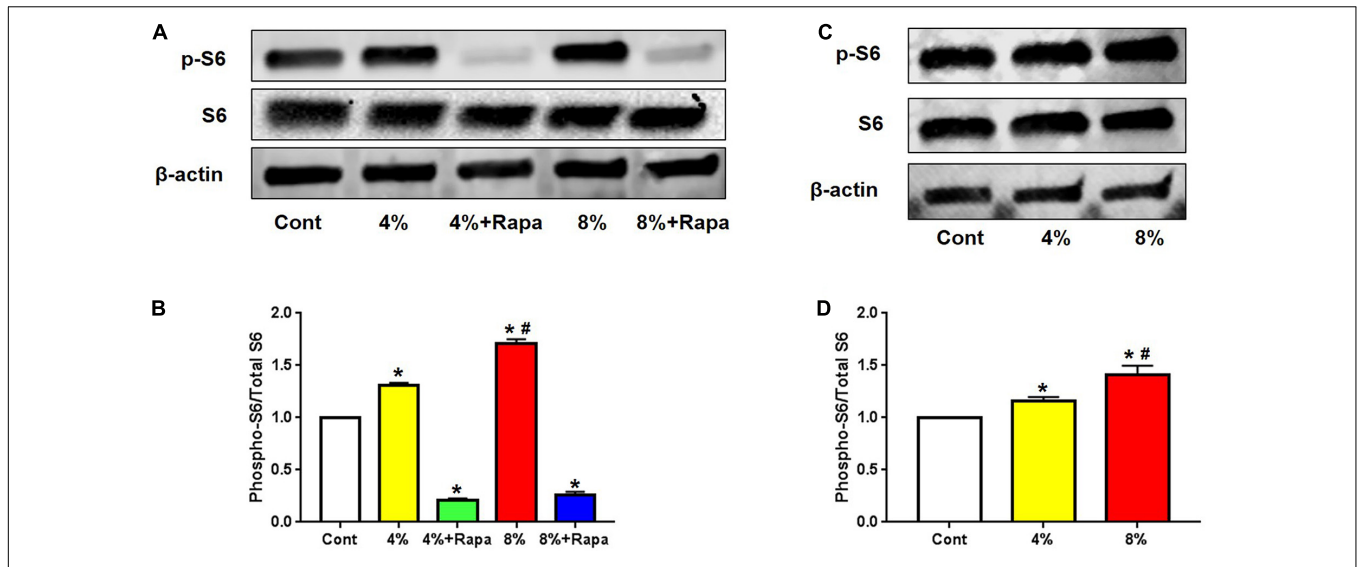 A
p-S6
S6
β-actin
Cont 4% 4%+Rapa 8% 8%+Rapa
C
p-S6
S6
β-actin
Cont 4% 8%
B
Phospho-S6/Total S6
2.0
1.5
1.0
0.5
0.0
*
*
* #
*
Cont 4% 4%+Rapa 8% 8%+Rapa
D
Phospho-S6/Total S6
2.0
1.5
1.0
0.5
0.0
*
* #
Cont 4% 8%